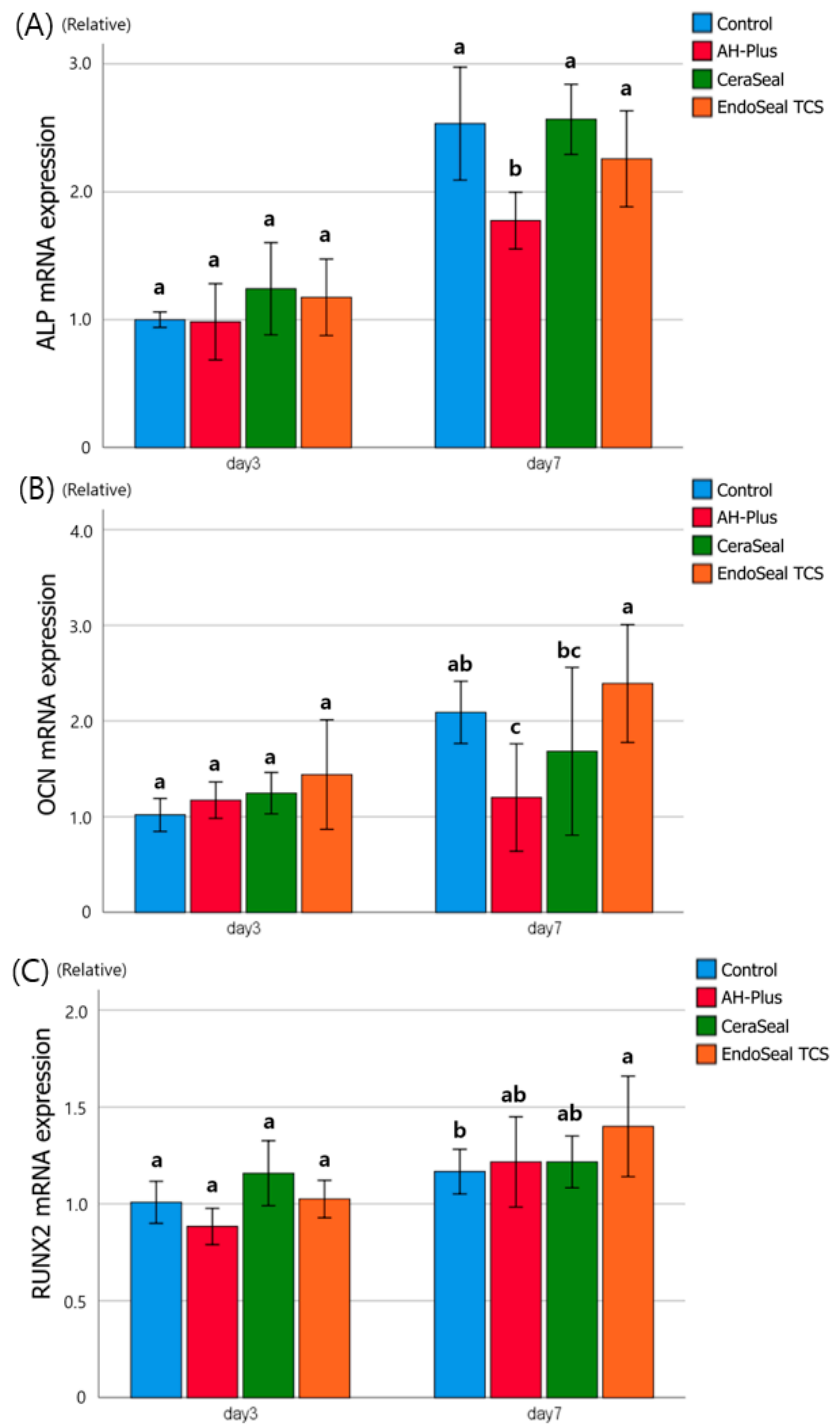 (A) (Relative)
Control
AH-Plus
CeraSeal
EndoSeal TCS
ALP mRNA expression
3.0
2.0
1.0
0
a a a a
a b a a
day3 day7
(B) (Relative)
Control
AH-Plus
CeraSeal
EndoSeal TCS
OCN mRNA expression
4.0
3.0
2.0
1.0
0
a a a a
ab c bc a
day3 day7
(C) (Relative)
Control
AH-Plus
CeraSeal
EndoSeal TCS
RUNX2 mRNA expression
2.0
1.5
1.0
0.5
0
a a a a
b ab ab a
day3 day7